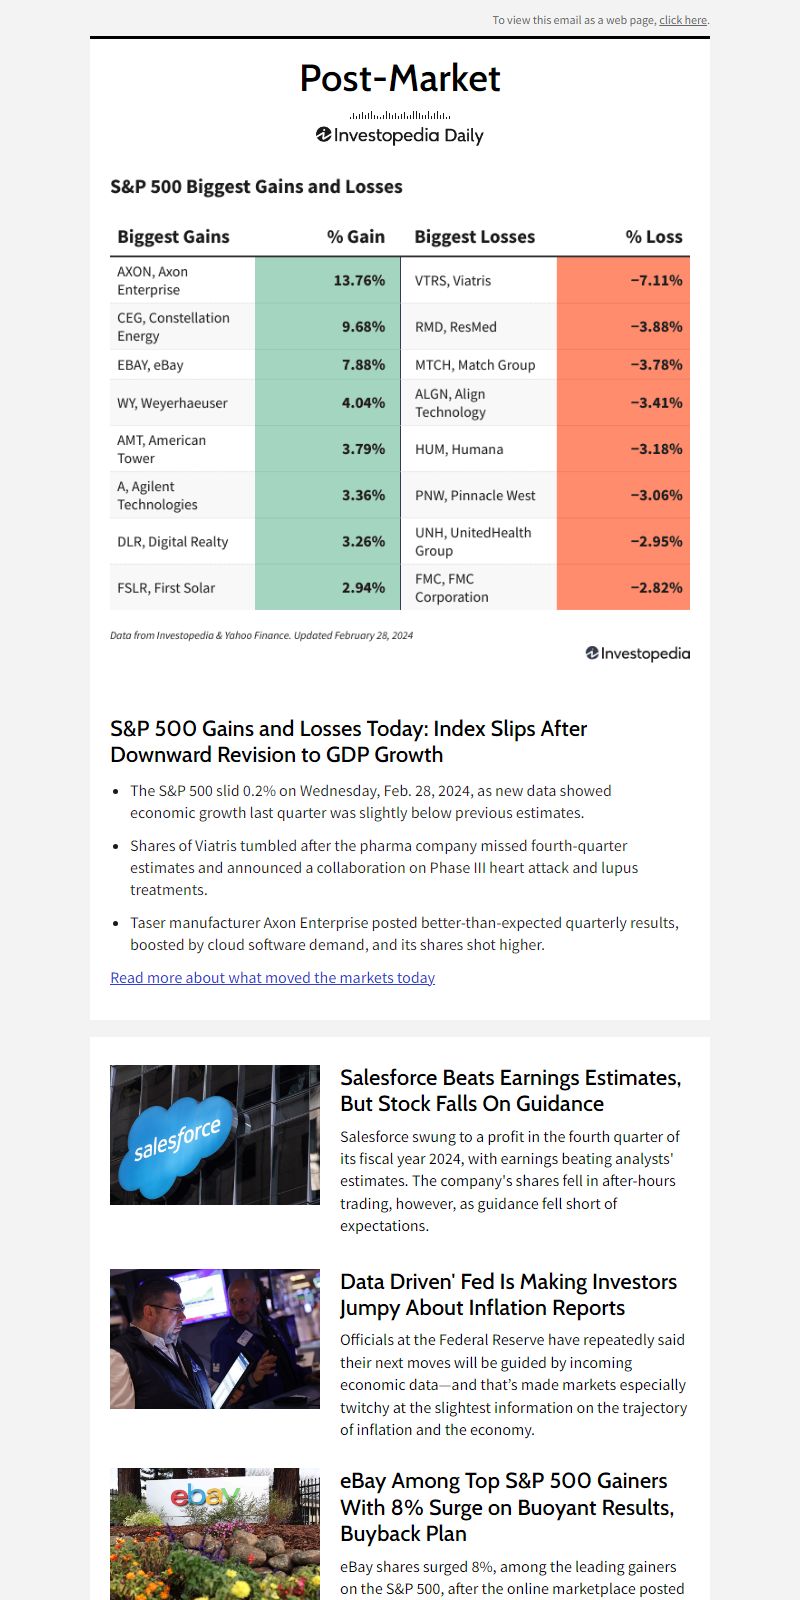 To view this email as a web page, click here.
Post-Market
Investopedia Daily
S&P 500 Biggest Gains and Losses
Biggest Gains % Gain Biggest Losses % Loss
AXON, Axon
Enterprise
13.76%
VTRS, Viatris
−7.11%
CEG, Constellation
Energy
9.68%
RMD, ResMed
−3.88%
EBAY, eBay
7.88%
MTCH, Match Group
−3.78%
WY, Weyerhaeuser
4.04%
ALGN, Align
Technology
−3.41%
AMT, American
Tower
3.79%
HUM, Humana
−3.18%
A, Agilent
Technologies
3.36%
PNW, Pinnacle West
−3.06%
DLR, Digital Realty
3.26%
UNH, UnitedHealth
Group
−2.95%
FSLR, First Solar
2.94%
FMC, FMC
Corporation
−2.82%
Data from Investopedia & Yahoo Finance. Updated February 28, 2024
Investopedia
S&P 500 Gains and Losses Today: Index Slips After
Downward Revision to GDP Growth
• The S&P 500 slid 0.2% on Wednesday, Feb. 28, 2024, as new data showed
economic growth last quarter was slightly below previous estimates.
• Shares of Viatris tumbled after the pharma company missed fourth-quarter
estimates and announced a collaboration on Phase III heart attack and lupus
treatments.
• Taser manufacturer Axon Enterprise posted better-than-expected quarterly results,
boosted by cloud software demand, and its shares shot higher.
Read more about what moved the markets today
salesforce
Salesforce Beats Earnings Estimates,
But Stock Falls On Guidance
Salesforce swung to a profit in the fourth quarter of
its fiscal year 2024, with earnings beating analysts'
estimates. The company's shares fell in after-hours
trading, however, as guidance fell short of
expectations.
Data Driven' Fed Is Making Investors
Jumpy About Inflation Reports
Officials at the Federal Reserve have repeatedly said
their next moves will be guided by incoming
economic data—and that’s made markets especially
twitchy at the slightest information on the trajectory
of inflation and the economy.
ebay
eBay Among Top S&P 500 Gainers
With 8% Surge on Buoyant Results,
Buyback Plan
eBay shares surged 8%, among the leading gainers
on the S&P 500, after the online marketplace posted